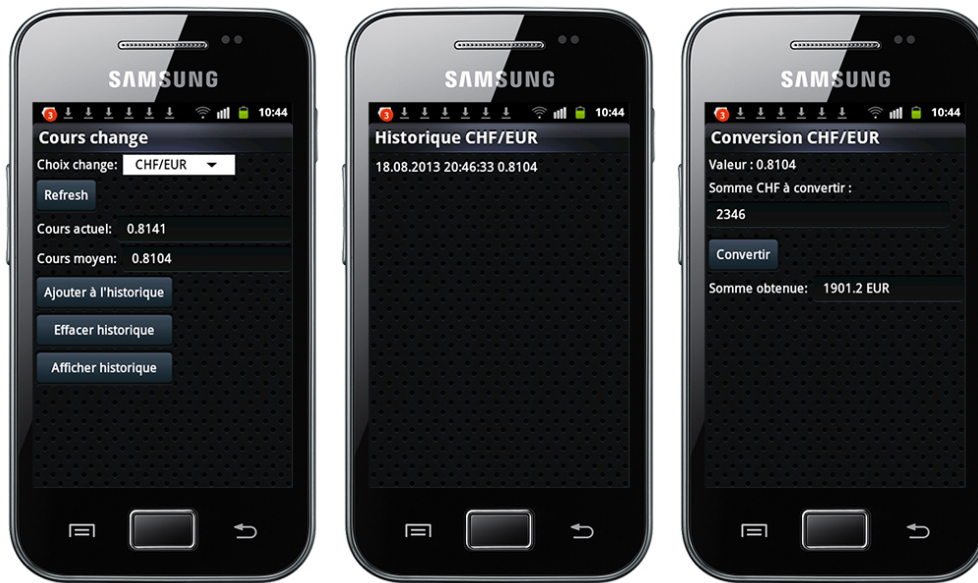 SAMSUNG
3
10:44
Cours change
Choix change: CHF/EUR
Refresh
Cours actuel: 0.8141
Cours moyen: 0.8104
Ajouter à l'historique
Effacer historique
Afficher historique
SAMSUNG
3
10:44
Historique CHF/EUR
18.08.2013 20:46:33 0.8104
SAMSUNG
3
10:44
Conversion CHF/EUR
Valeur : 0.8104
Somme CHF à convertir :
2346
Convertir
Somme obtenue: 1901.2 EUR